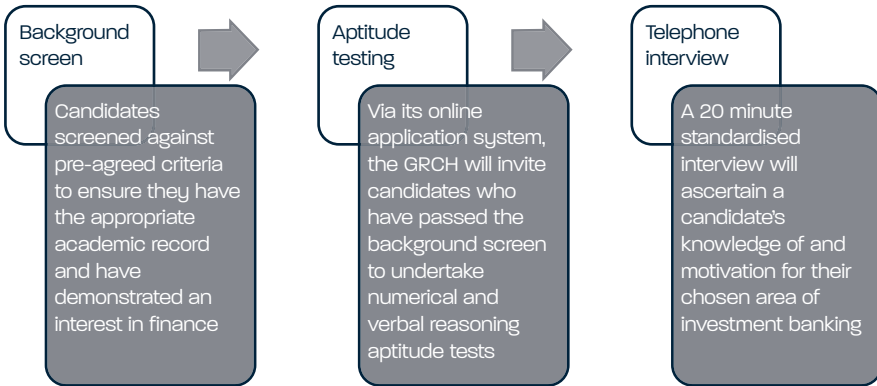 Background
screen
Candidates
screened against
pre-agreed criteria
to ensure they have
the appropriate
academic record
and have
demonstrated an
interest in finance
Aptitude
testing
Via its online
application system,
the GRCH will invite
candidates who
have passed the
background screen
to undertake
numerical and
verbal reasoning
aptitude tests
Telephone
interview
A 20 minute
standardised
interview will
ascertain a
candidate's
knowledge of and
motivation for their
chosen area of
investment banking